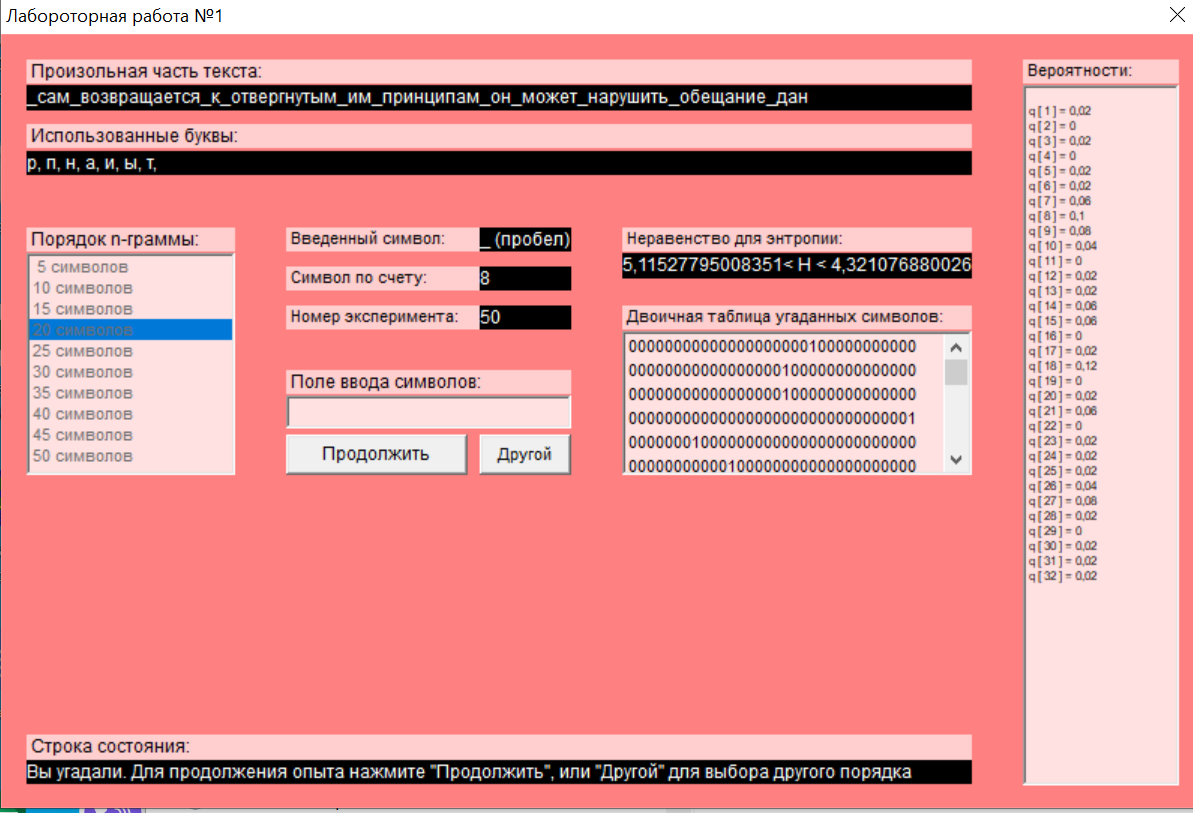 Лабороторная работа №1
Произольная часть текста:
_сам_возвращается_к_отвергнутым_им_принципам_он_может_нарушить_обещание_дан
Использованные буквы:
р, п, н, а, и, ы, т,
Порядок n-граммы:
5 символов
10 символов
15 символов
20 символов
25 символов
30 символов
35 символов
40 символов
45 символов
50 символов
Введенный символ:
_ (пробел)
Символ по счету:
8
Номер эксперимента:
50
Поле ввода символов:
Продолжить
Другой
Неравенство для энтропии:
5,11527795008351< H < 4,321076880026
Двоичная таблица угаданных символов:
00000000000000000000100000000000
00000000000000000100000000000000
00000000000000000100000000000000
00000000000000000000000000000001
00000001000000000000000000000000
00000000000100000000000000000000
Вероятности:
q[1] = 0,02
q[2] = 0
q[3] = 0,02
q[4] = 0
q[5] = 0,02
q[6] = 0,02
q[7] = 0,06
q[8] = 0,1
q[9] = 0,08
q[10] = 0,04
q[11] = 0
q[12] = 0,02
q[13] = 0,02
q[14] = 0,06
q[15] = 0,06
q[16] = 0
q[17] = 0,02
q[18] = 0,12
q[19] = 0
q[20] = 0,02
q[21] = 0,06
q[22] = 0
q[23] = 0,02
q[24] = 0,02
q[25] = 0,02
q[26] = 0,04
q[27] = 0,08
q[28] = 0,02
q[29] = 0
q[30] = 0,02
q[31] = 0,02
q[32] = 0,02
Строка состояния:
Вы угадали. Для продолжения опыта нажмите "Продолжить", или "Другой" для выбора другого порядка